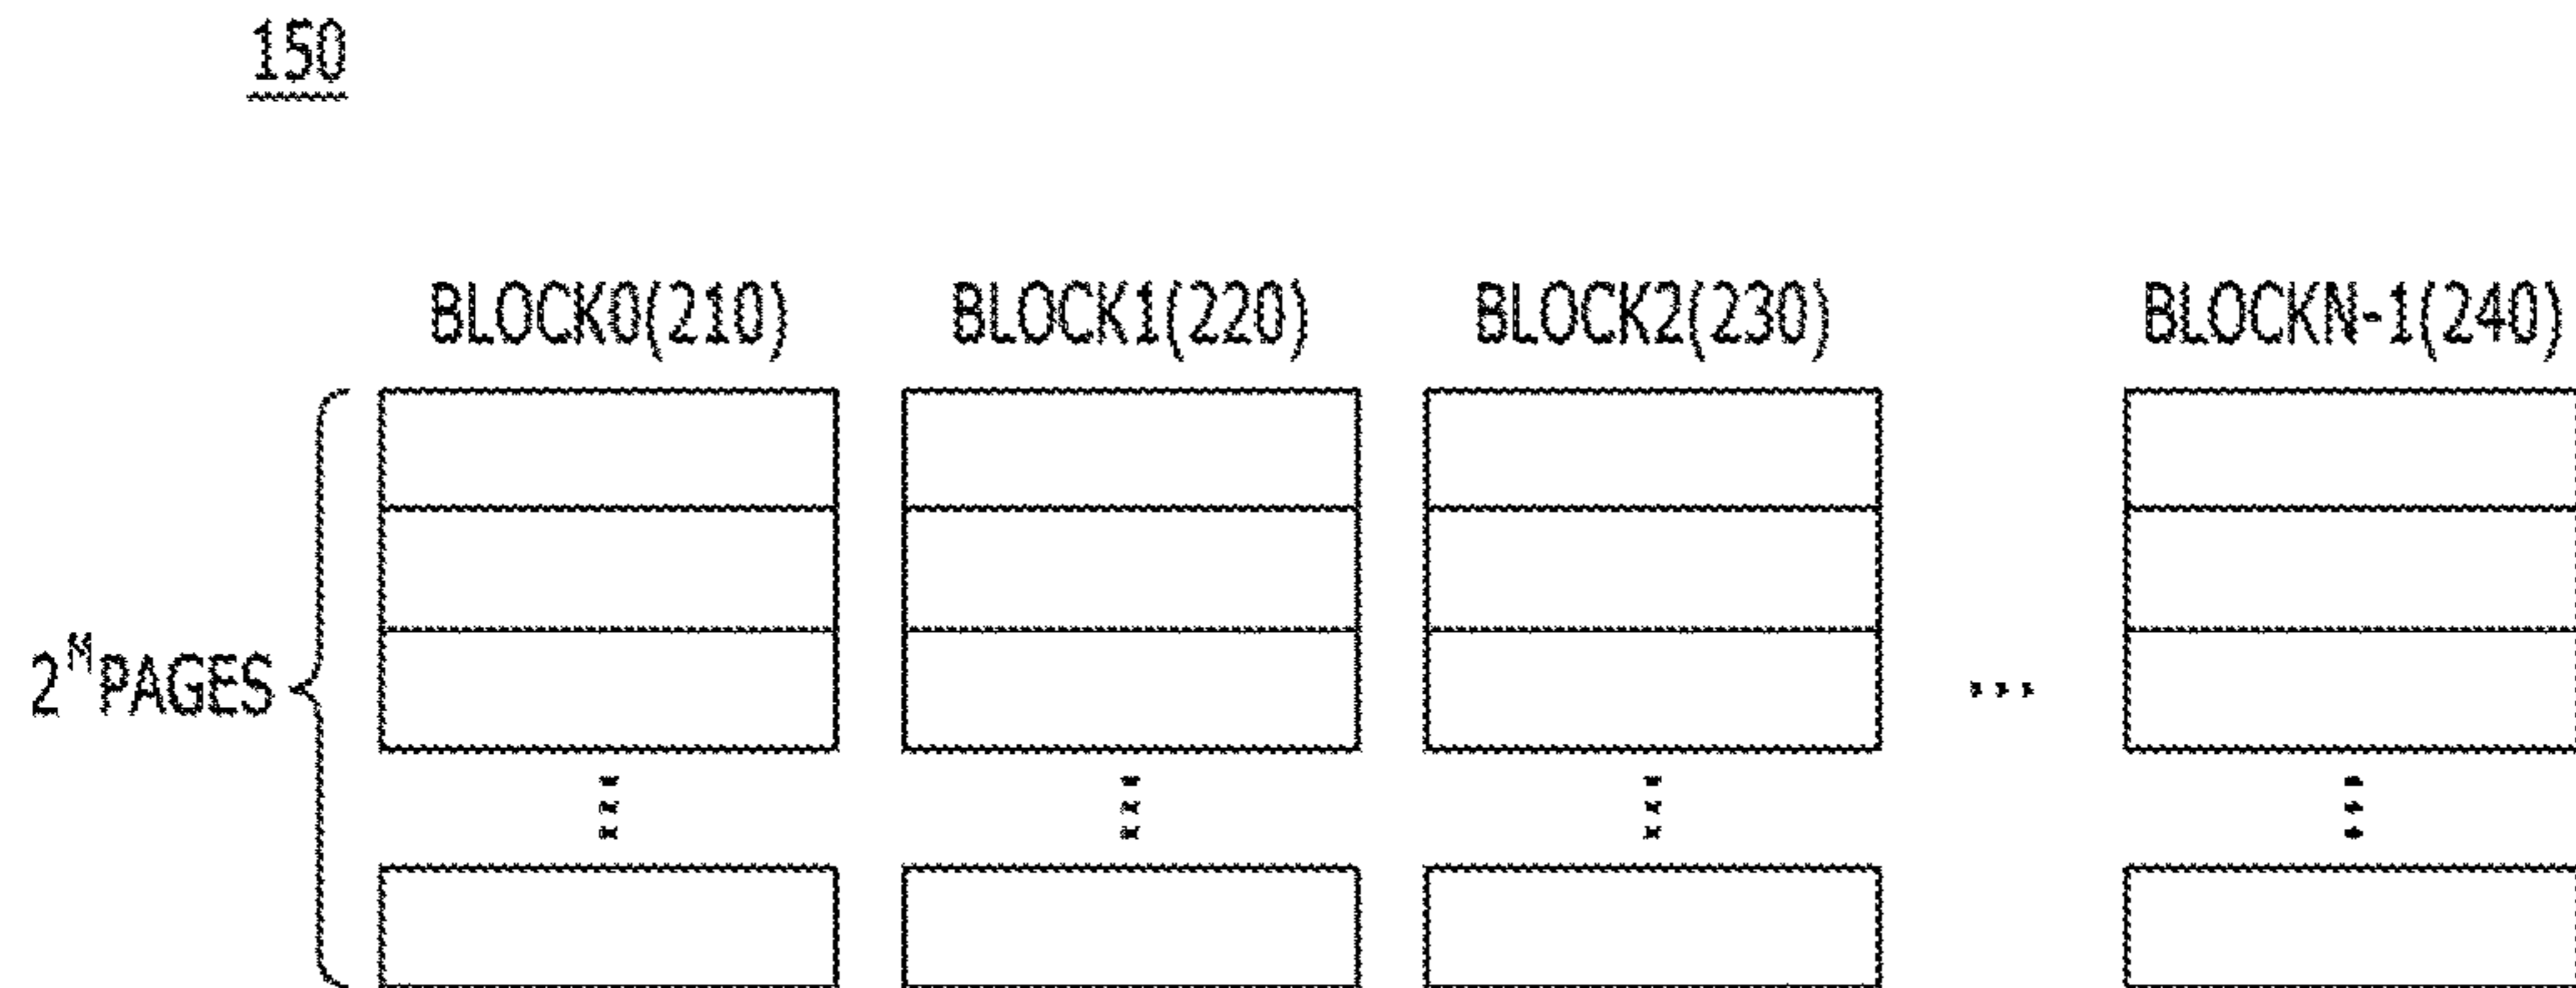 150
BLOCK0(210) BLOCK1(220) BLOCK2(230) BLOCKN-1(240)
2^M PAGES
...